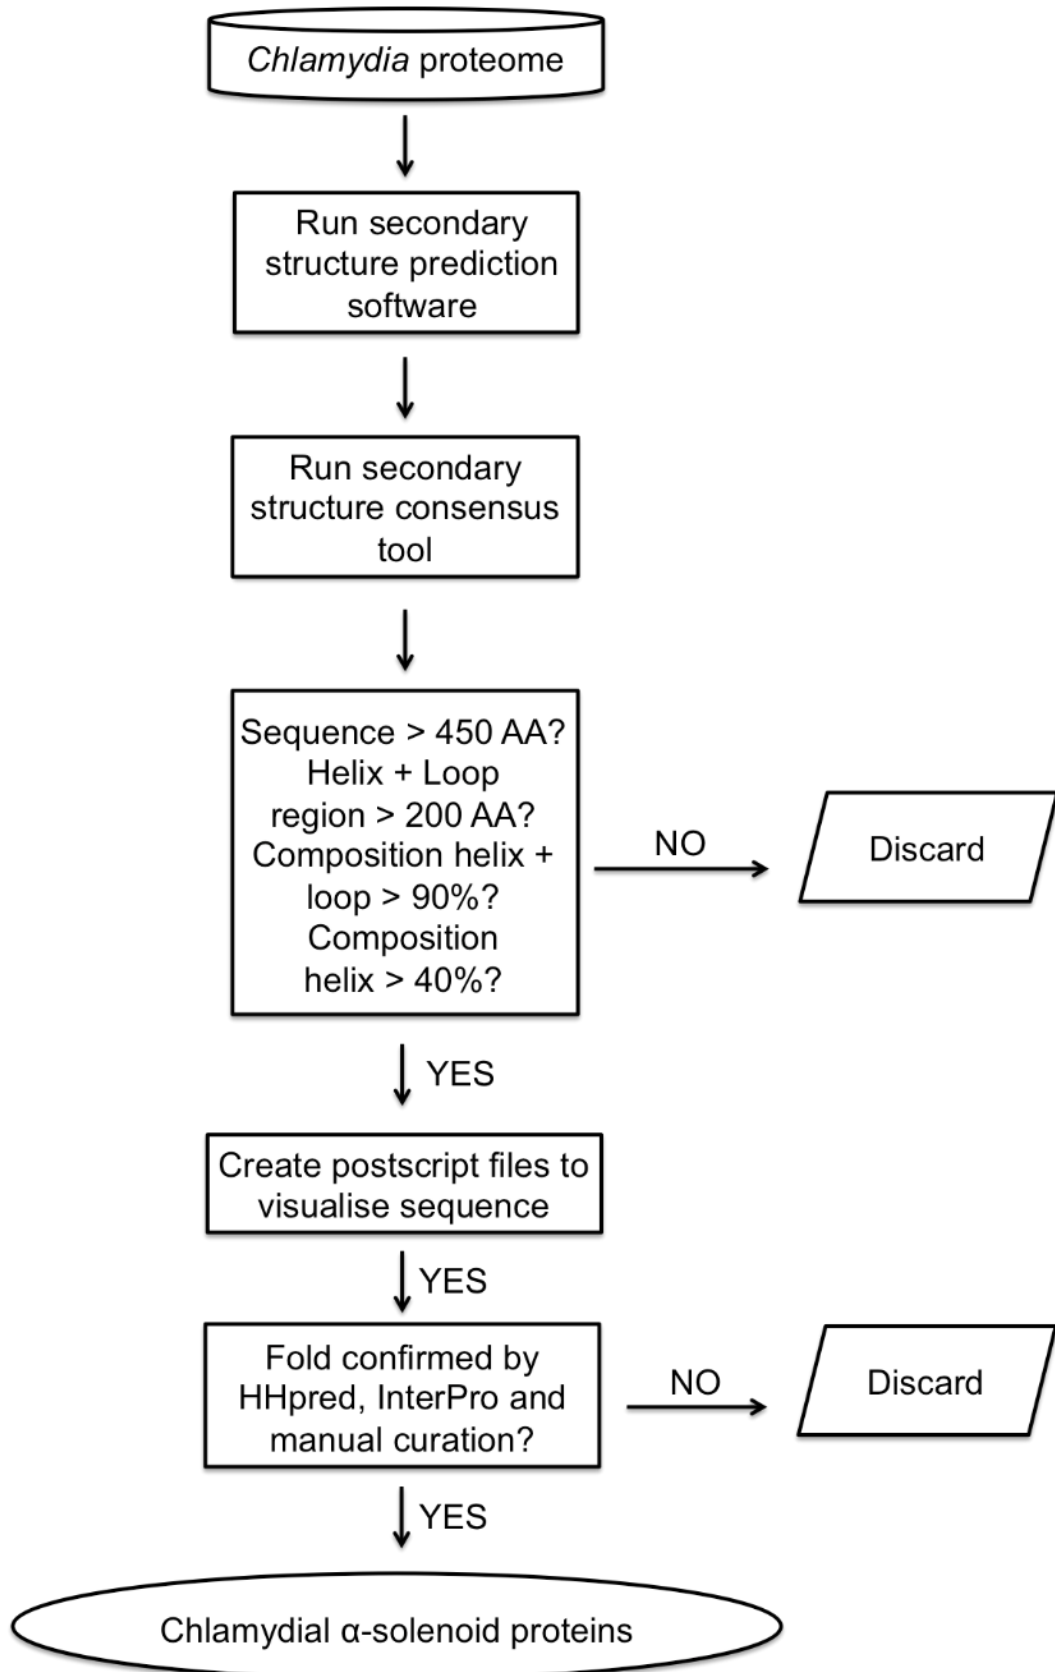 Chlamydia proteome
Run secondary
structure prediction
software
Run secondary
structure consensus
tool
Sequence > 450 AA?
Helix + Loop
region > 200 AA?
Composition helix +
loop > 90%?
Composition
helix > 40%?
NO
Discard
YES
Create postscript files to
visualise sequence
YES
Fold confirmed by
HHpred, InterPro and
manual curation?
NO
Discard
YES
Chlamydial α-solenoid proteins